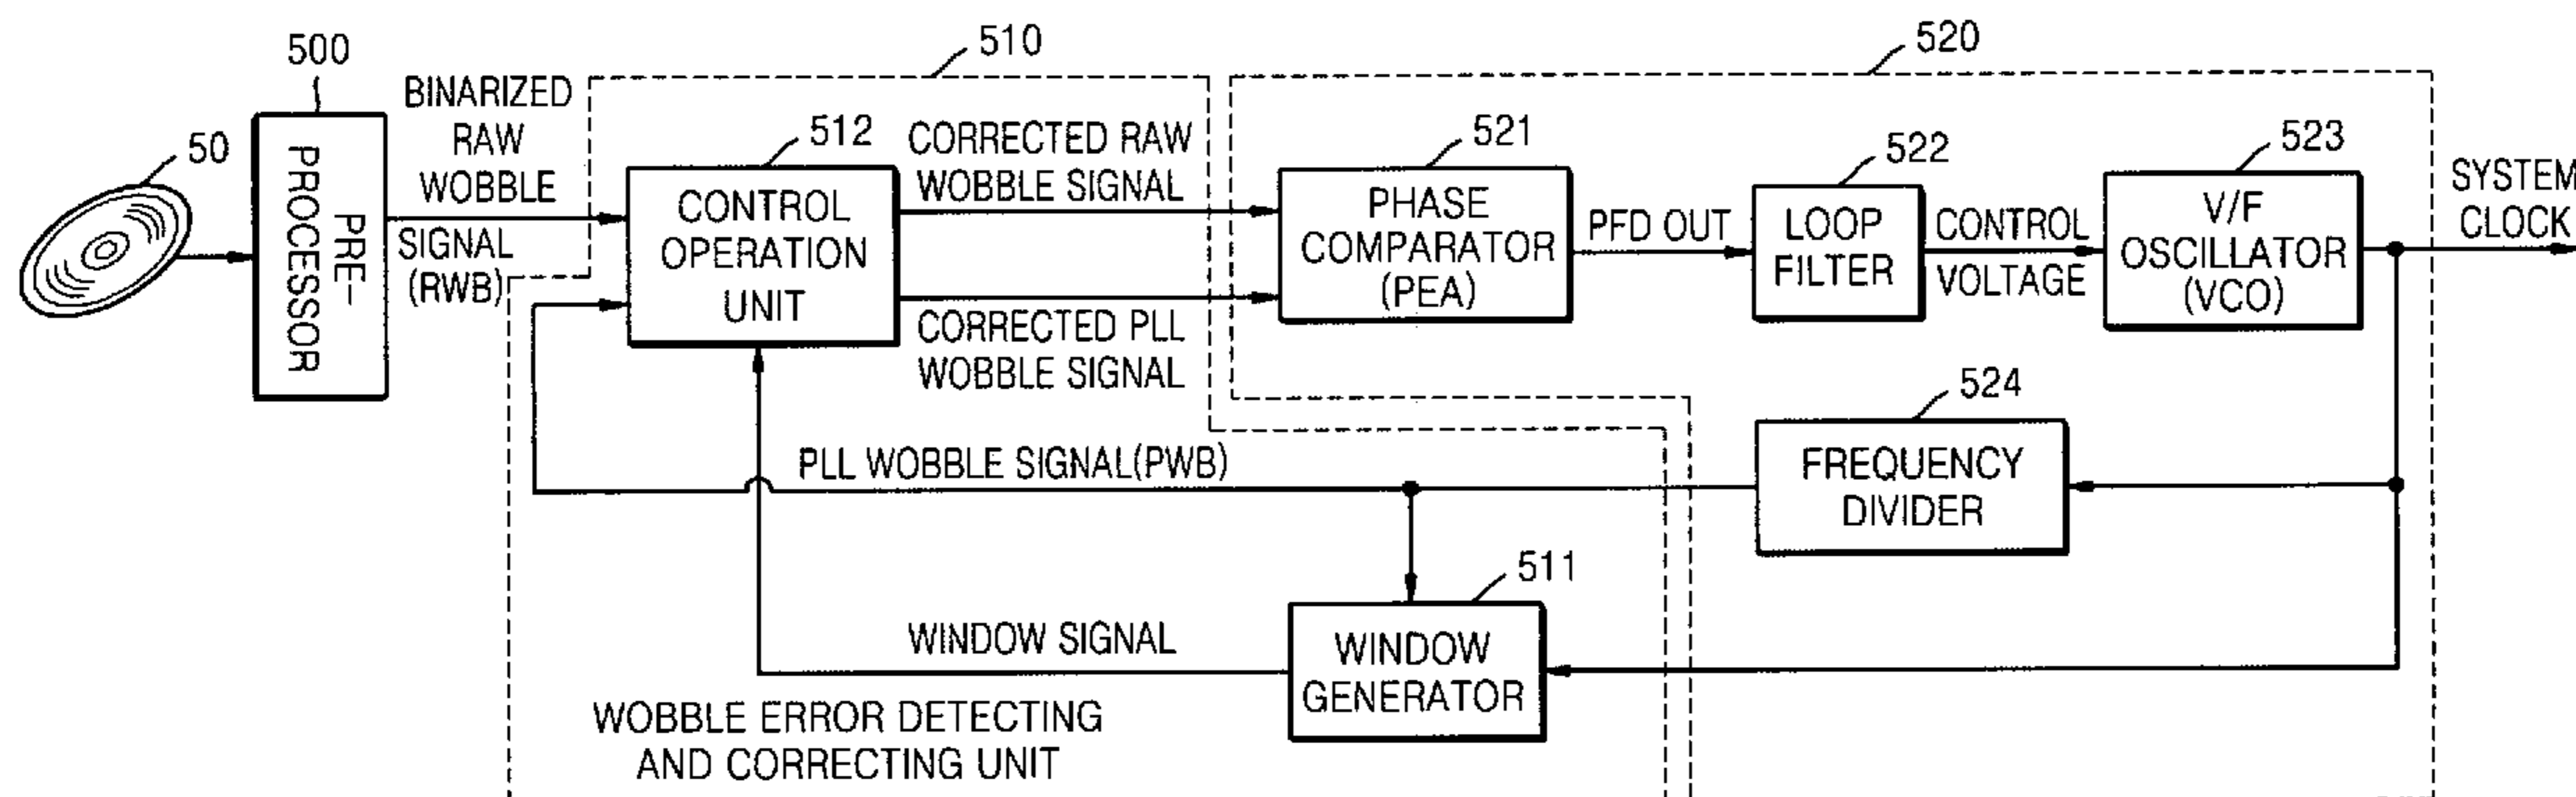 500
50
PRE-
PROCESSOR
BINARIZED
RAW
WOBBLE
SIGNAL
(RWB)
510
512
CONTROL
OPERATION
UNIT
CORRECTED RAW
WOBBLE SIGNAL
CORRECTED PLL
WOBBLE SIGNAL
520
521
PHASE
COMPARATOR
(PEA)
PFD OUT
522
LOOP
FILTER
CONTROL
VOLTAGE
523
V/F
OSCILLATOR
(VCO)
SYSTEM
CLOCK
524
FREQUENCY
DIVIDER
PLL WOBBLE SIGNAL(PWB)
511
WINDOW
GENERATOR
WINDOW SIGNAL
WOBBLE ERROR DETECTING
AND CORRECTING UNIT